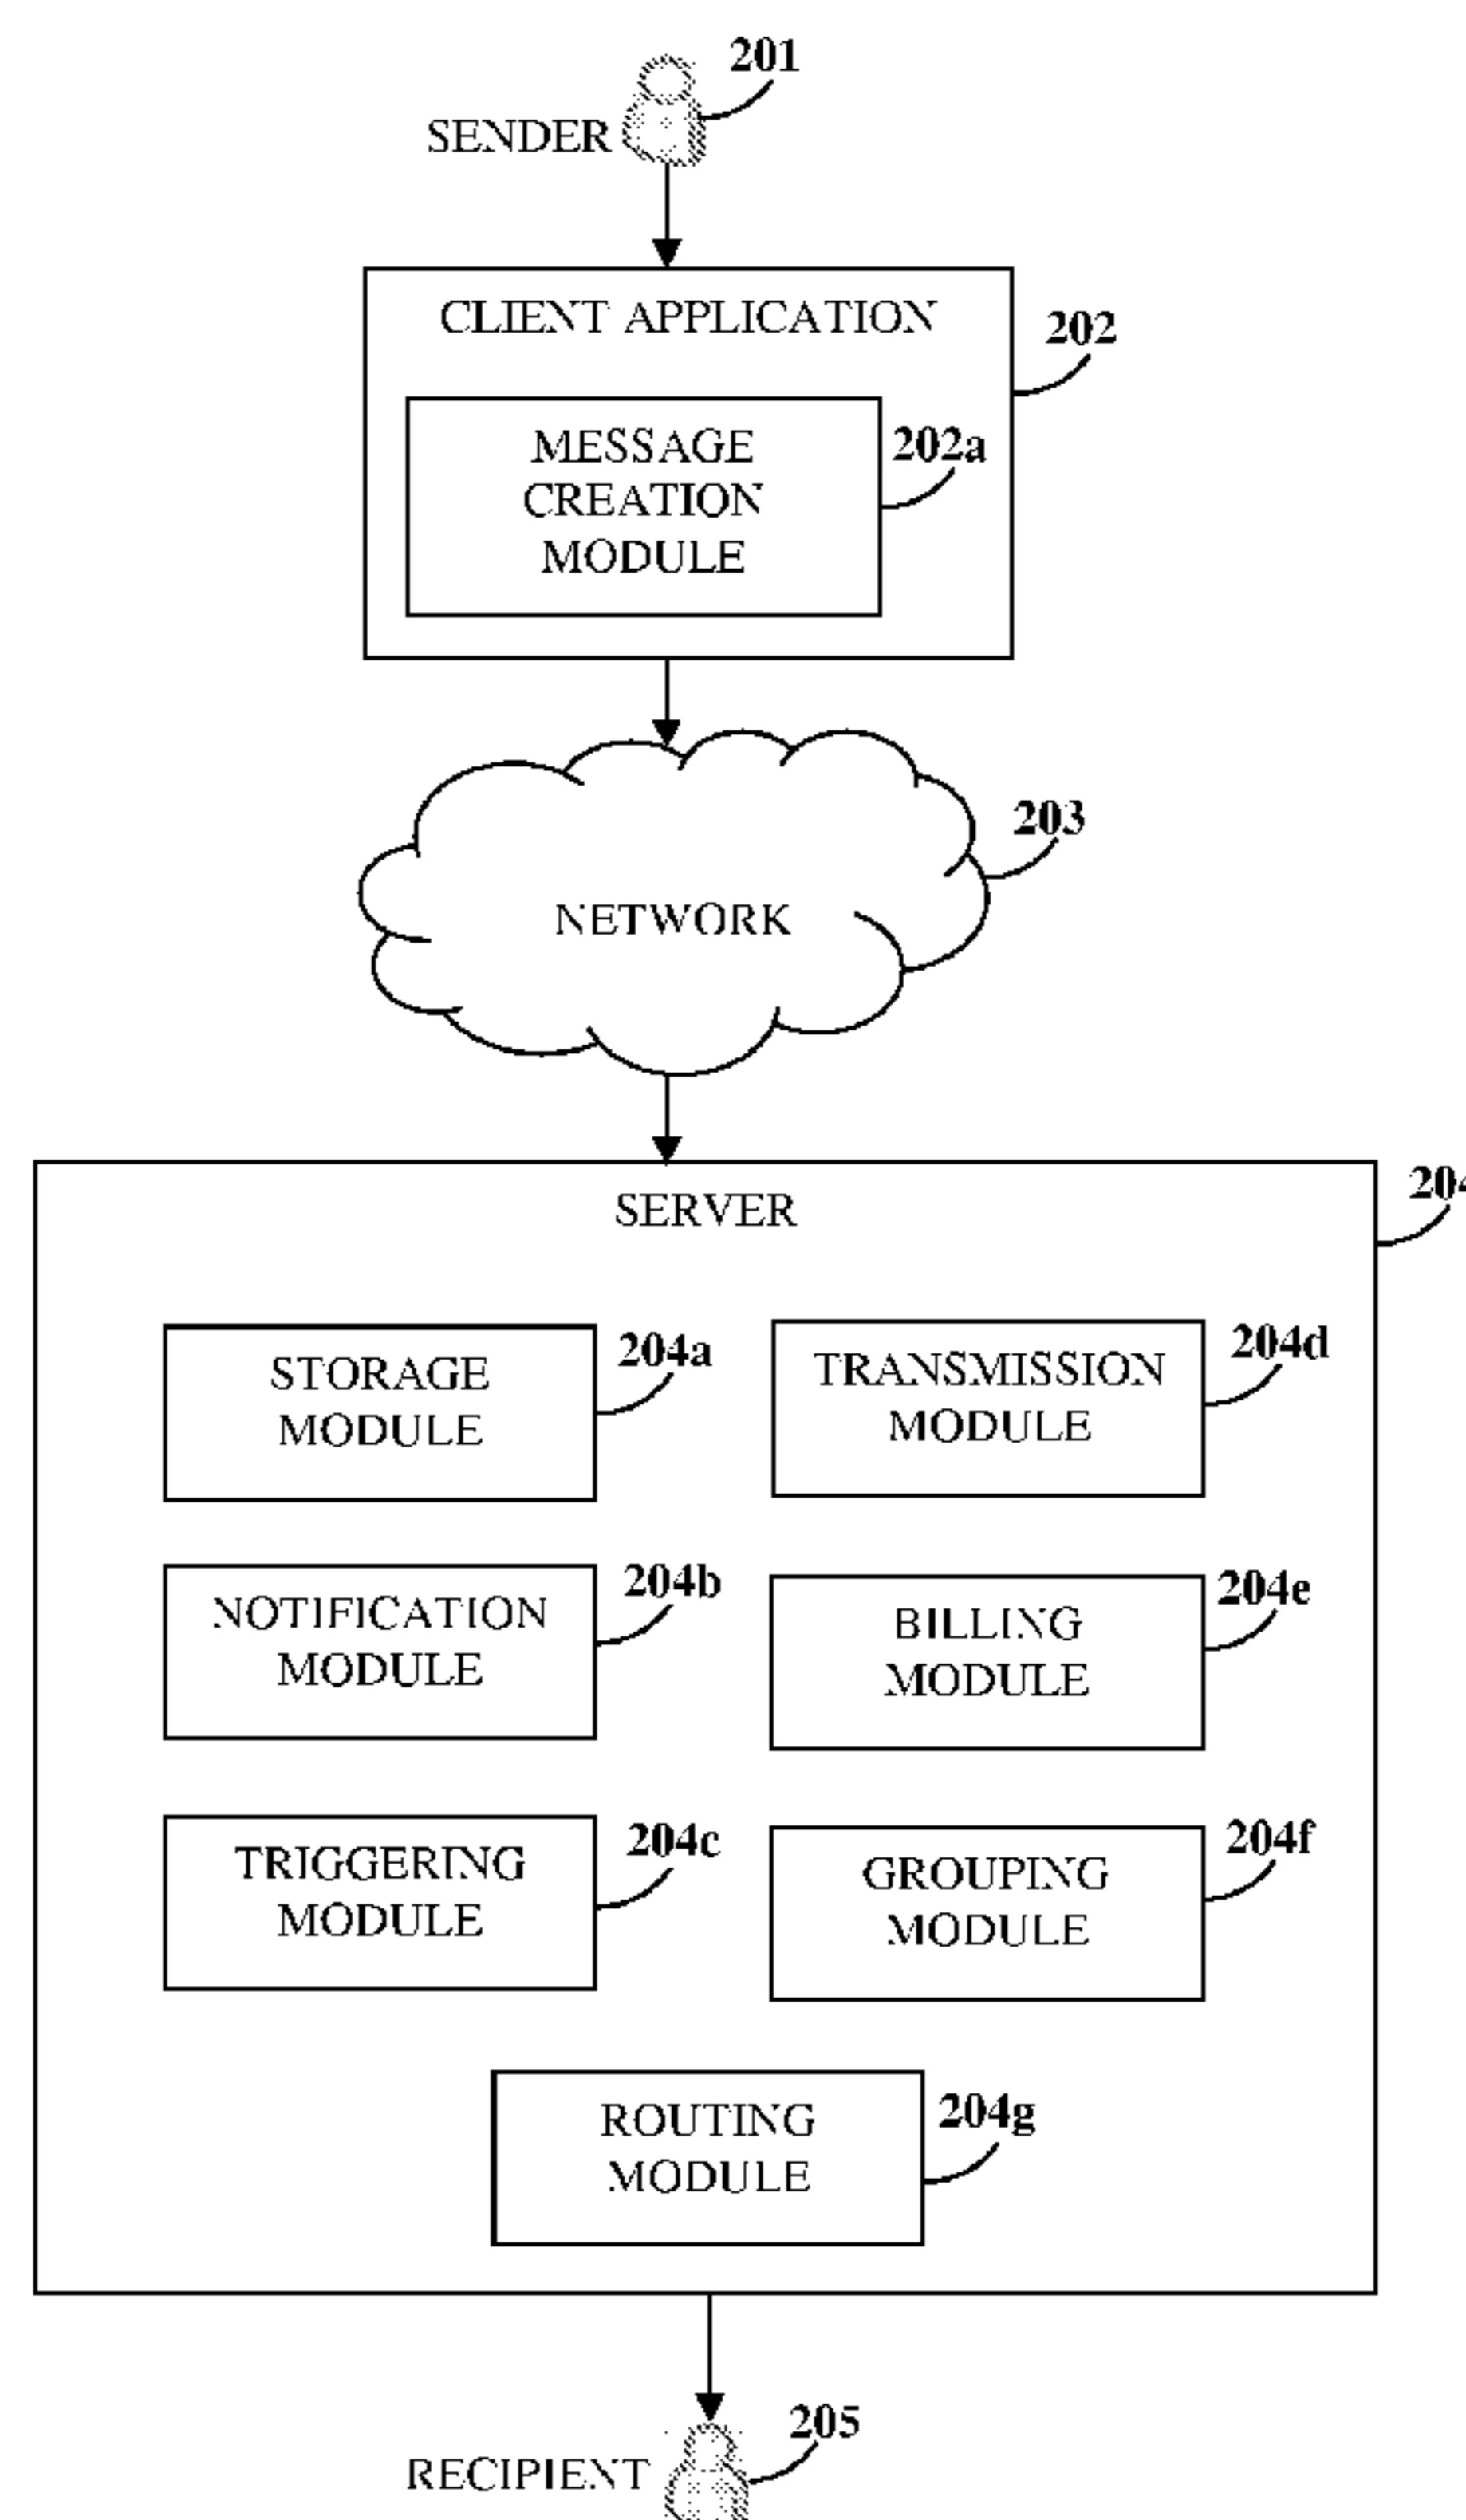 201
SENDER
CLIENT APPLICATION
202
MESSAGE
CREATION
MODULE
202a
203
NETWORK
204
SERVER
STORAGE
MODULE
204a
TRANSMISSION
MODULE
204d
NOTIFICATION
MODULE
204b
BILLING
MODULE
204e
TRIGGERING
MODULE
204c
GROUPING
MODULE
204f
ROUTING
MODULE
204g
205
RECIPIENT